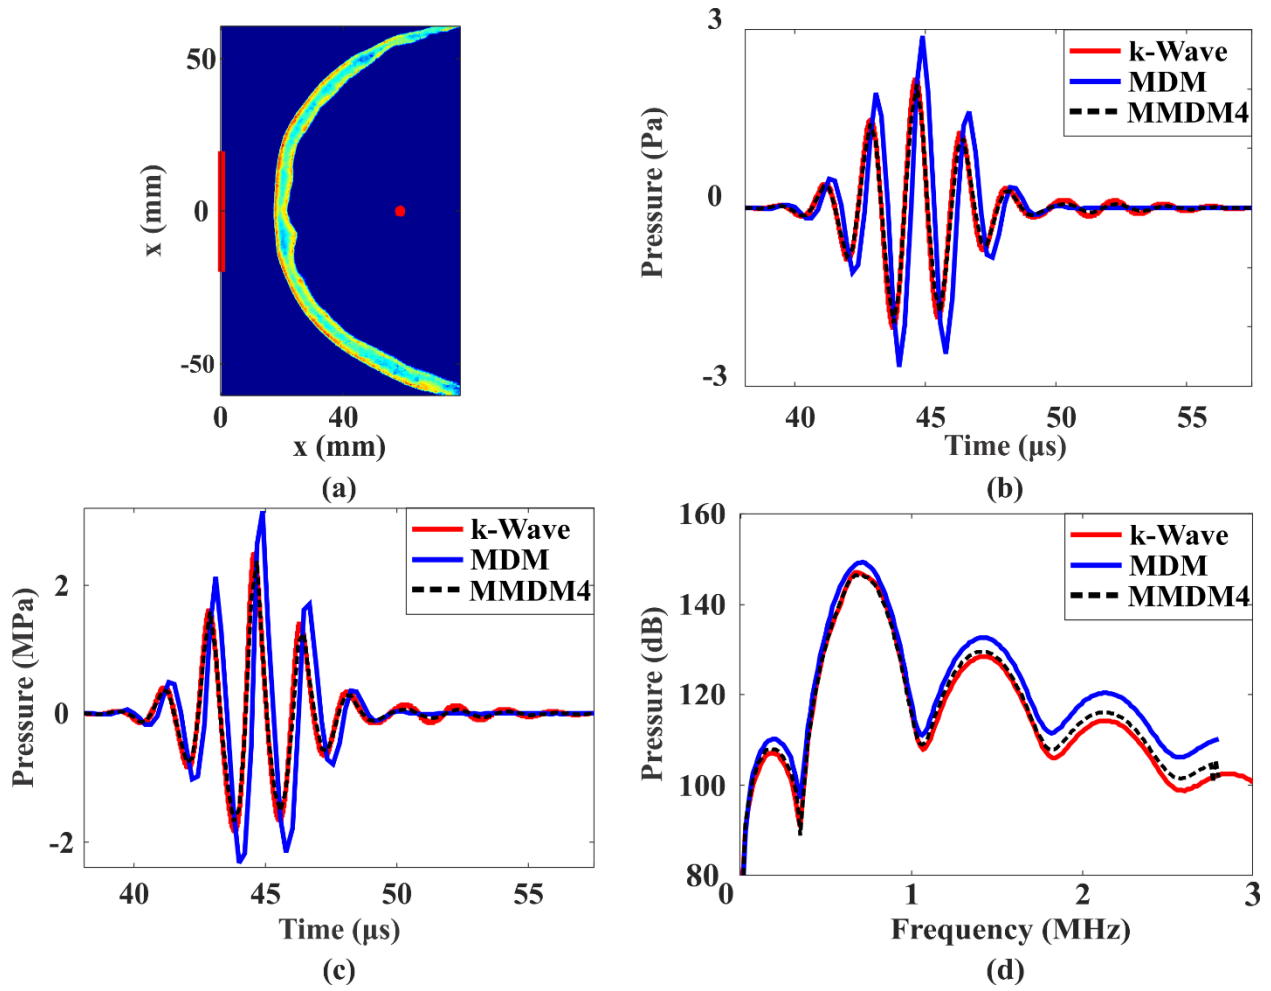 50
0
-50
x (mm)
0
40
x (mm)
(a)
3
0
-3
Pressure (Pa)
k-Wave
MDM
MMDM4
40
45
50
55
Time (μs)
(b)
2
0
-2
Pressure (MPa)
k-Wave
MDM
MMDM4
40
45
50
55
Time (μs)
(c)
160
140
120
100
80
Pressure (dB)
k-Wave
MDM
MMDM4
0
1
2
3
Frequency (MHz)
(d)